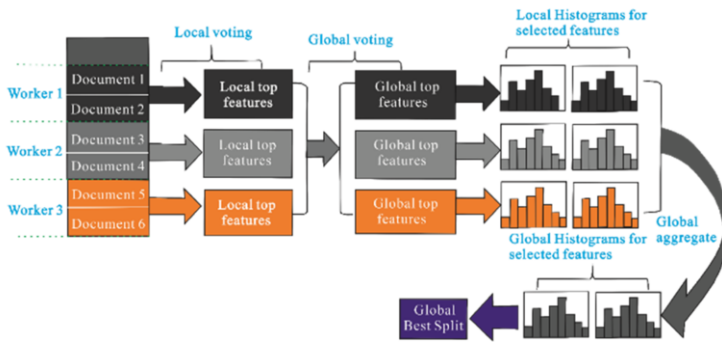 Local voting
Global voting
Local Histograms for
selected features
Worker 1
Document 1
Document 2
Local top
features
Global top
features
Worker 2
Document 3
Document 4
Local top
features
Global top
features
Worker 3
Document 5
Document 6
Local top
features
Global top
features
Global
aggregate
Global Histograms for
selected features
Global
Best Split